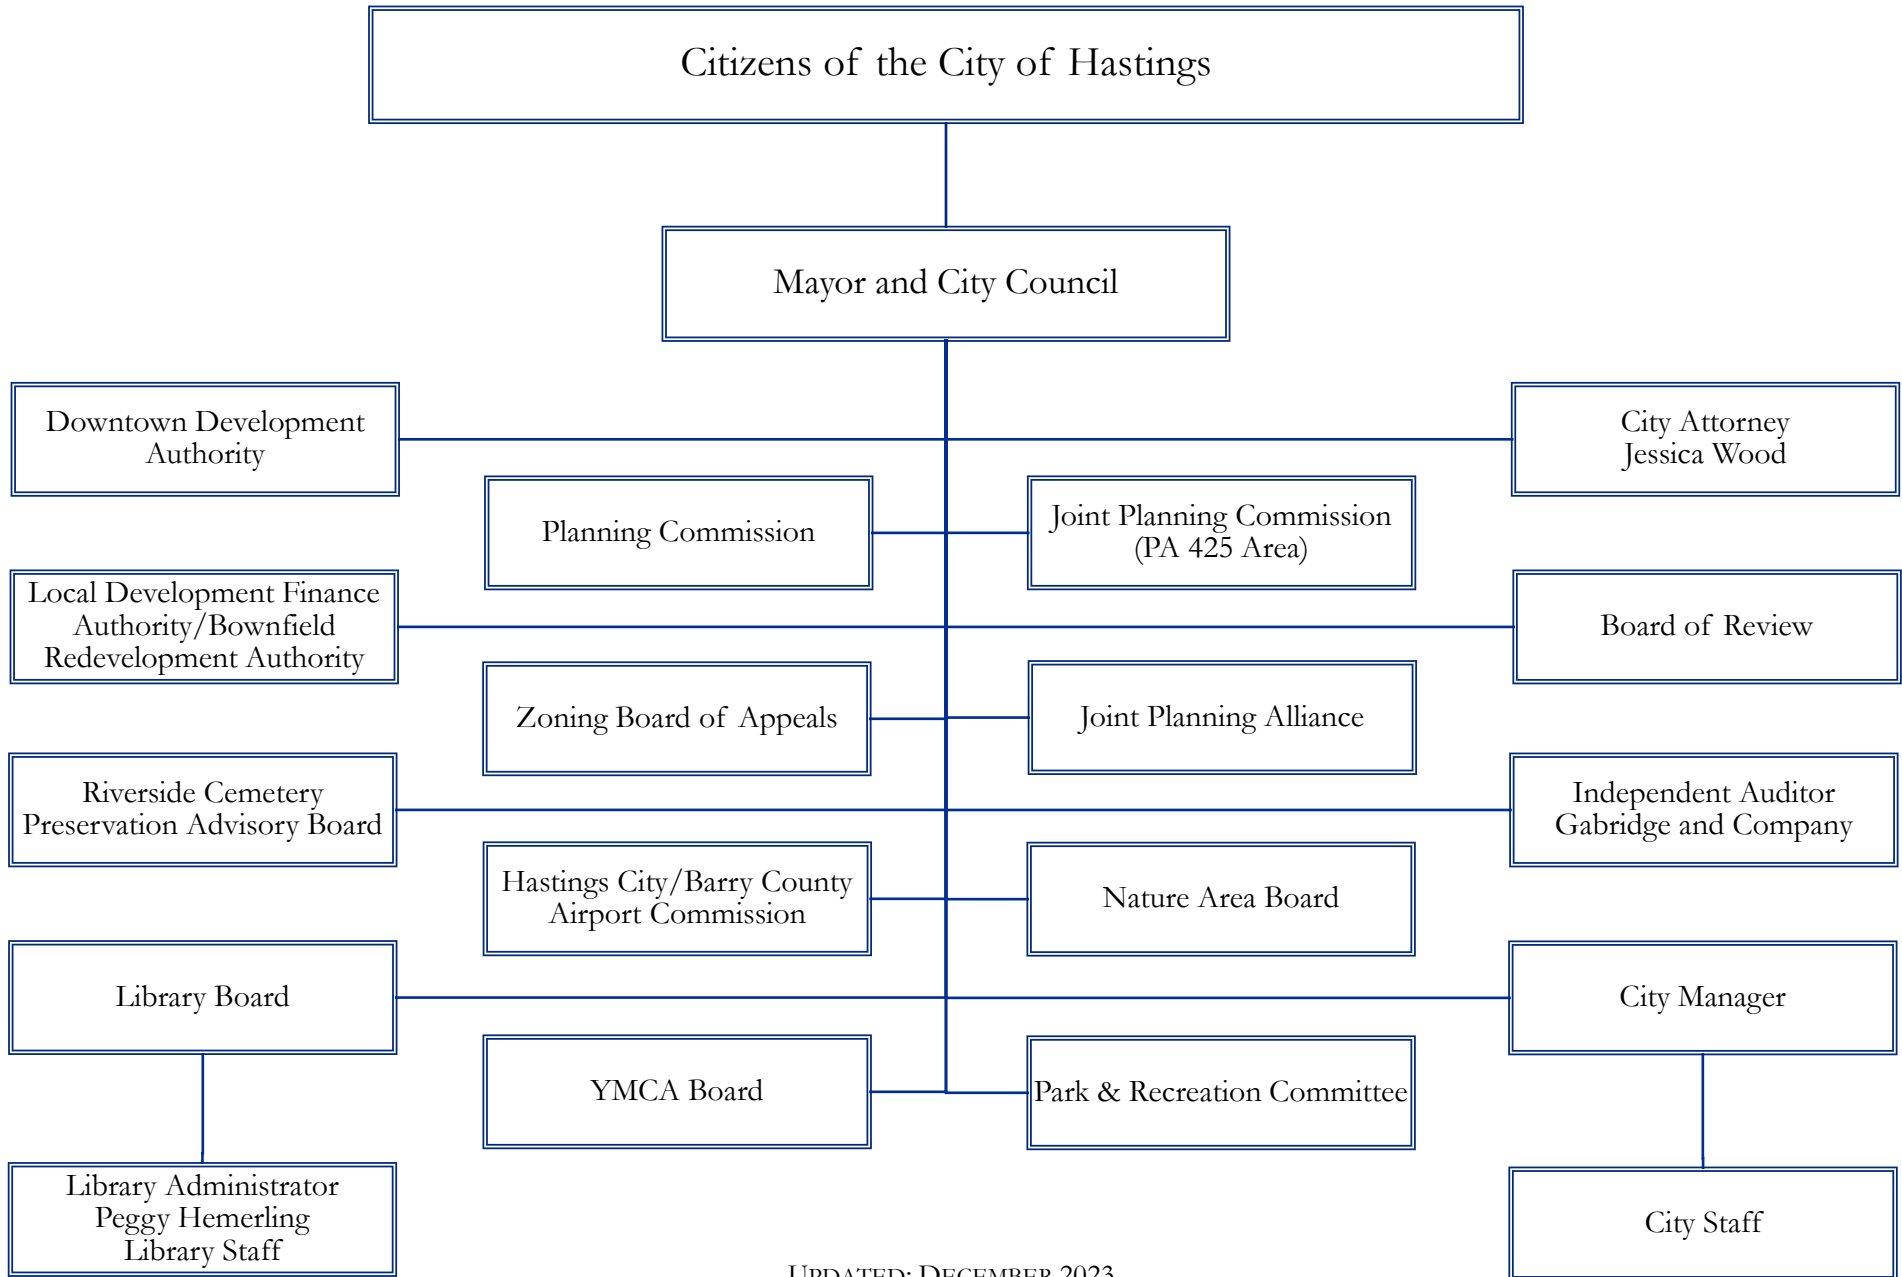 Citizens of the City of Hastings
Mayor and City Council
Downtown Development
Authority
City Attorney
Jessica Wood
Planning Commission
Joint Planning Commission
(PA 425 Area)
Local Development Finance
Authority/Bownfield
Redevelopment Authority
Board of Review
Zoning Board of Appeals
Joint Planning Alliance
Riverside Cemetery
Preservation Advisory Board
Independent Auditor
Gabridge and Company
Hastings City/Barry County
Airport Commission
Nature Area Board
Library Board
City Manager
YMCA Board
Park & Recreation Committee
Library Administrator
Peggy Hemerling
Library Staff
City Staff
UPDATED: DECEMBER 2023